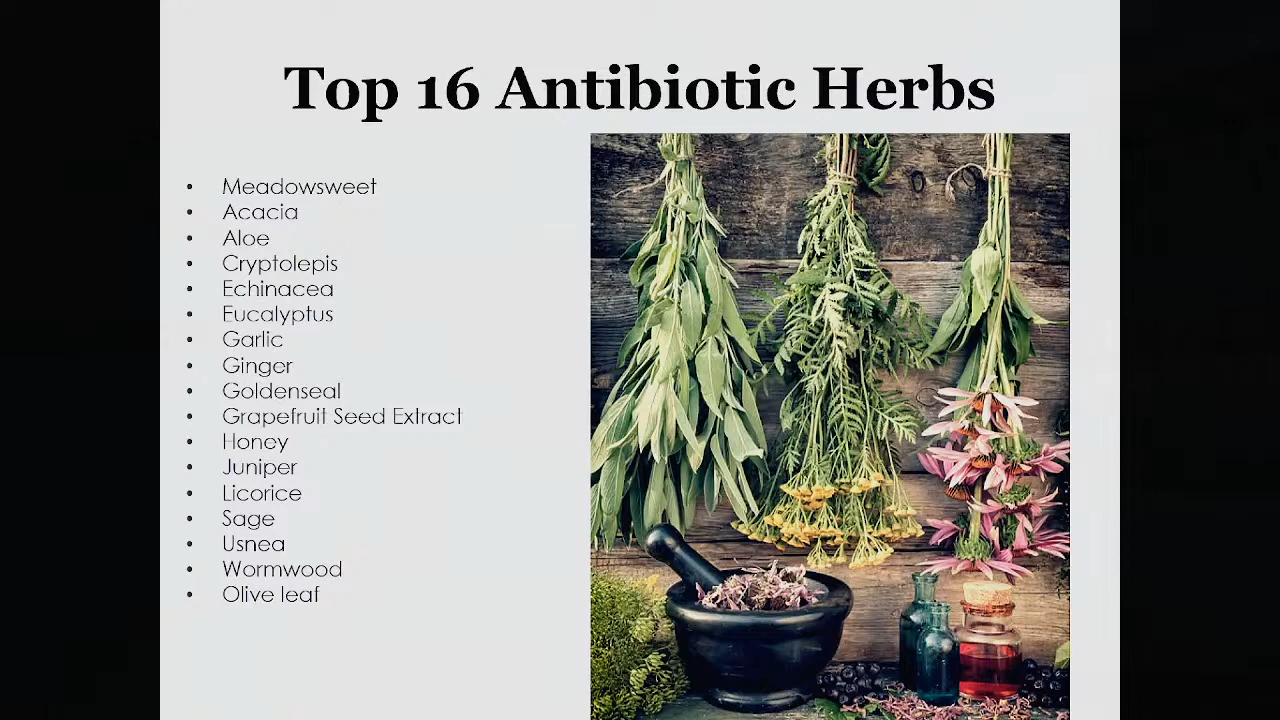 Top 16 Antibiotic Herbs
• Meadowsweet
• Acacia
• Aloe
• Cryptolepis
• Echinacea
• Eucalyptus
• Garlic
• Ginger
• Goldenseal
• Grapefruit Seed Extract
• Honey
• Juniper
• Licorice
• Sage
• Usnea
• Wormwood
• Olive leaf